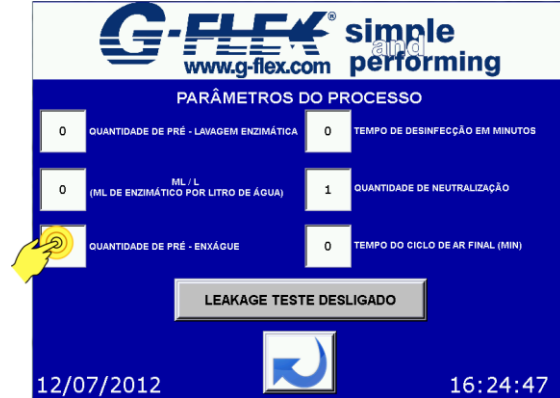 G-FLEX® simple
and
www.g-flex.com performing
PARÂMETROS DO PROCESSO
0 QUANTIDADE DE PRÉ - LAVAGEM ENZIMÁTICA 0 TEMPO DE DESINFECÇÃO EM MINUTOS
0 ML / L
(ML DE ENZIMÁTICO POR LITRO DE ÁGUA) 1 QUANTIDADE DE NEUTRALIZAÇÃO
QUANTIDADE DE PRÉ - ENXÁGUE 0 TEMPO DO CICLO DE AR FINAL (MIN)
LEAKAGE TESTE DESLIGADO
12/07/2012 16:24:47